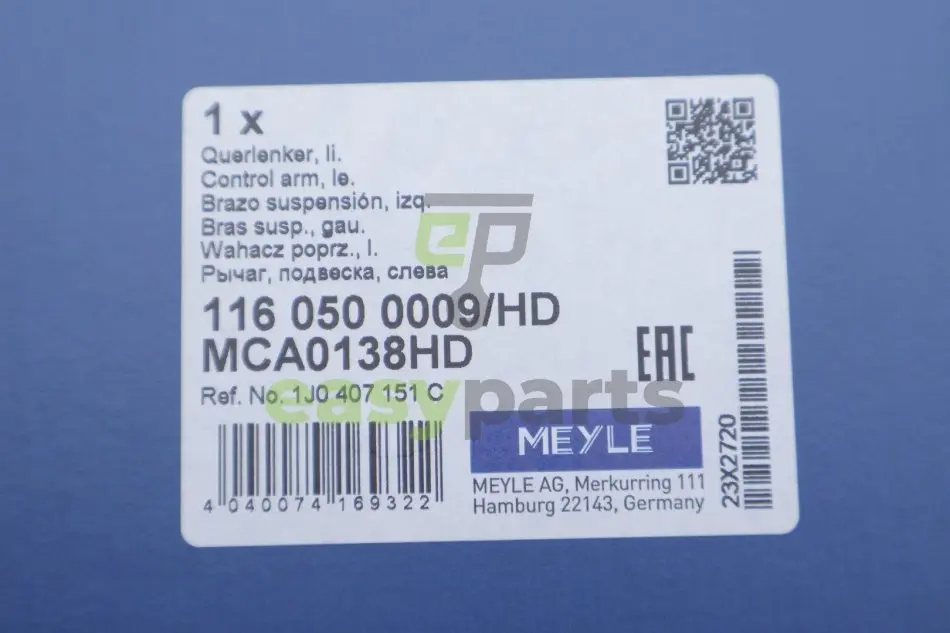 1 x
Querlenker, li.
Control arm, le.
Brazo suspensión, izq.
Bras susp., gau.
Wahacz poprz., l.
Рычаг, подвеска, слева
116 050 0009/HD
MCA0138HD
Ref. No. 1J0 407 151 C
EAC
ep
easyparts
MEYLE
MEYLE AG, Merkurring 111
Hamburg 22143, Germany
4 040074 169322
23X2720